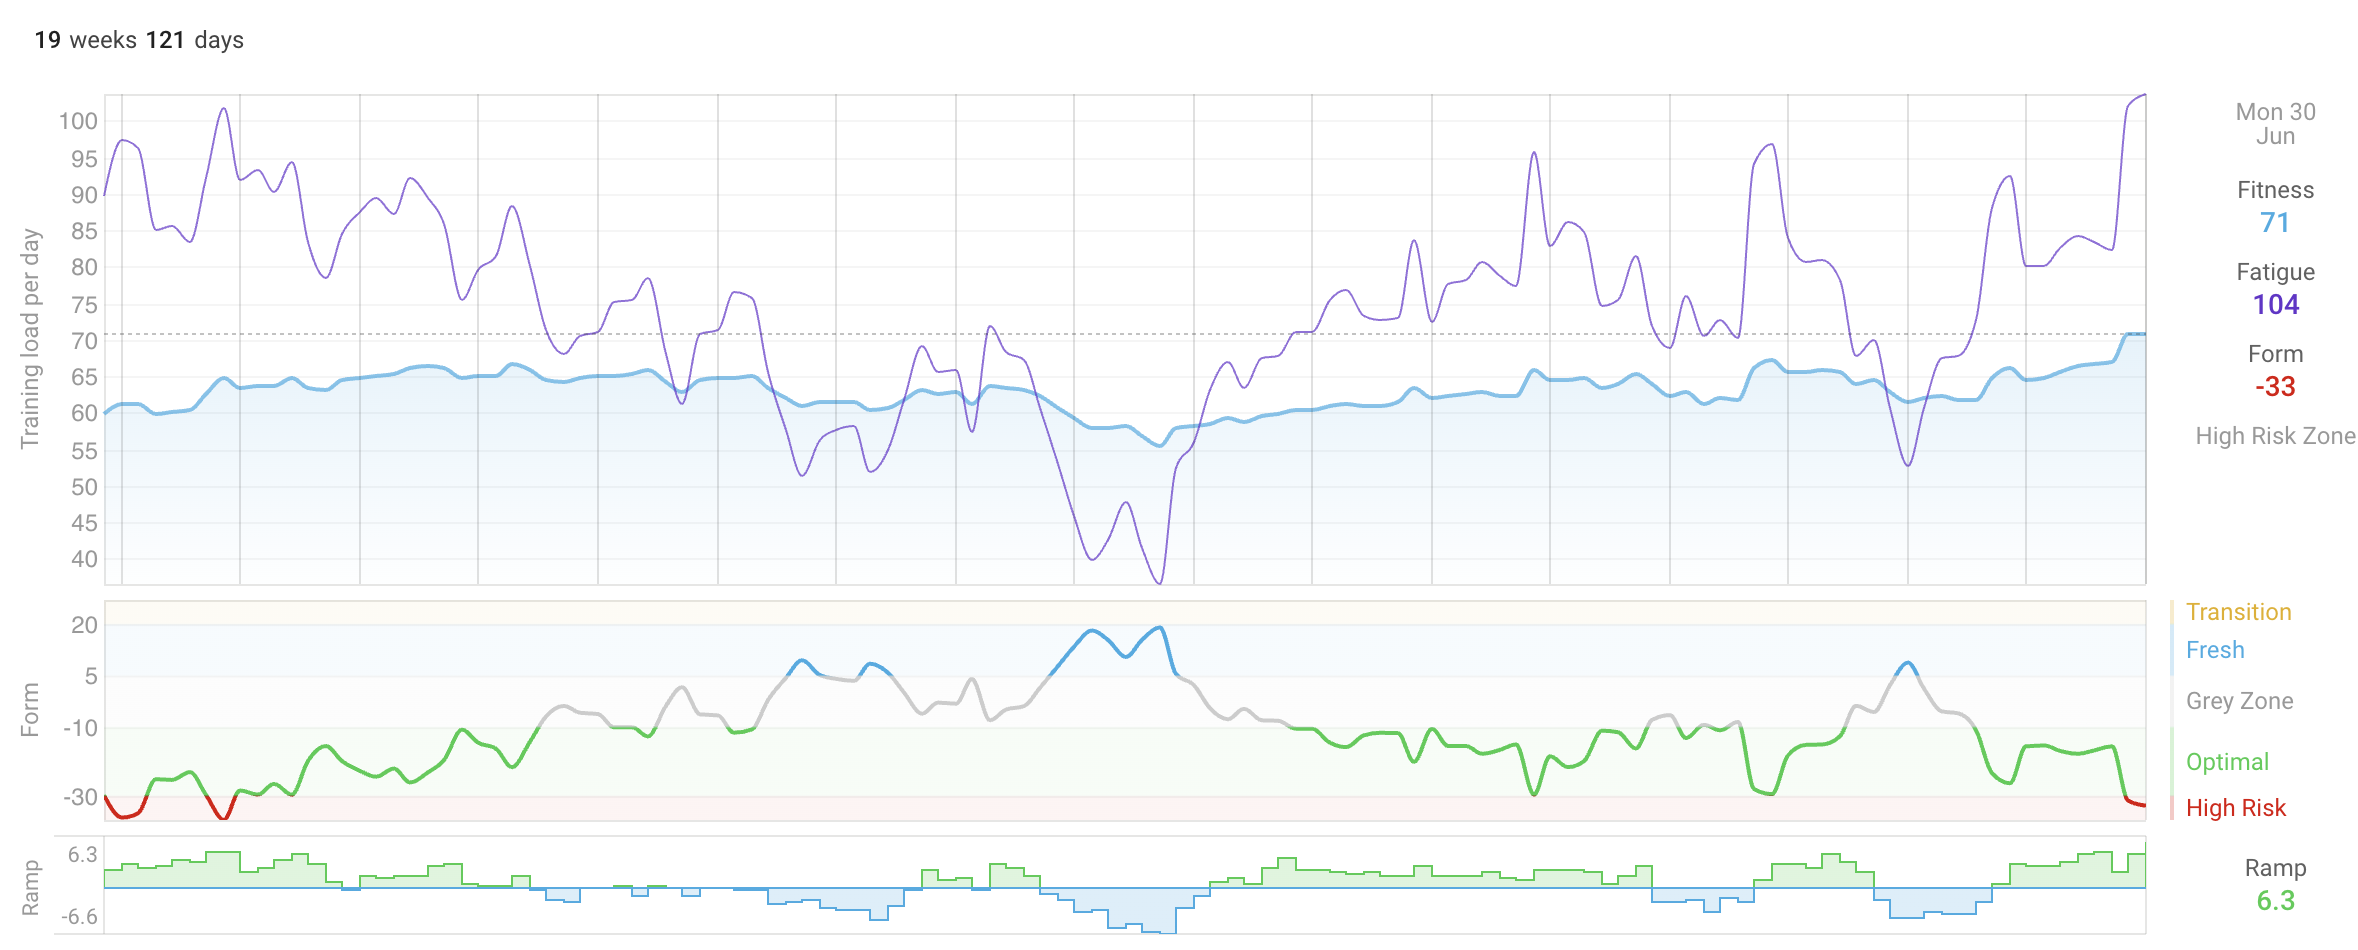 19 weeks 121 days
Training load per day
100
95
90
85
80
75
70
65
60
55
50
45
40
Mon 30
Jun
Fitness
71
Fatigue
104
Form
-33
High Risk Zone
Form
20
5
-10
-30
Transition
Fresh
Grey Zone
Optimal
High Risk
Ramp
6.3
-6.6
Ramp
6.3